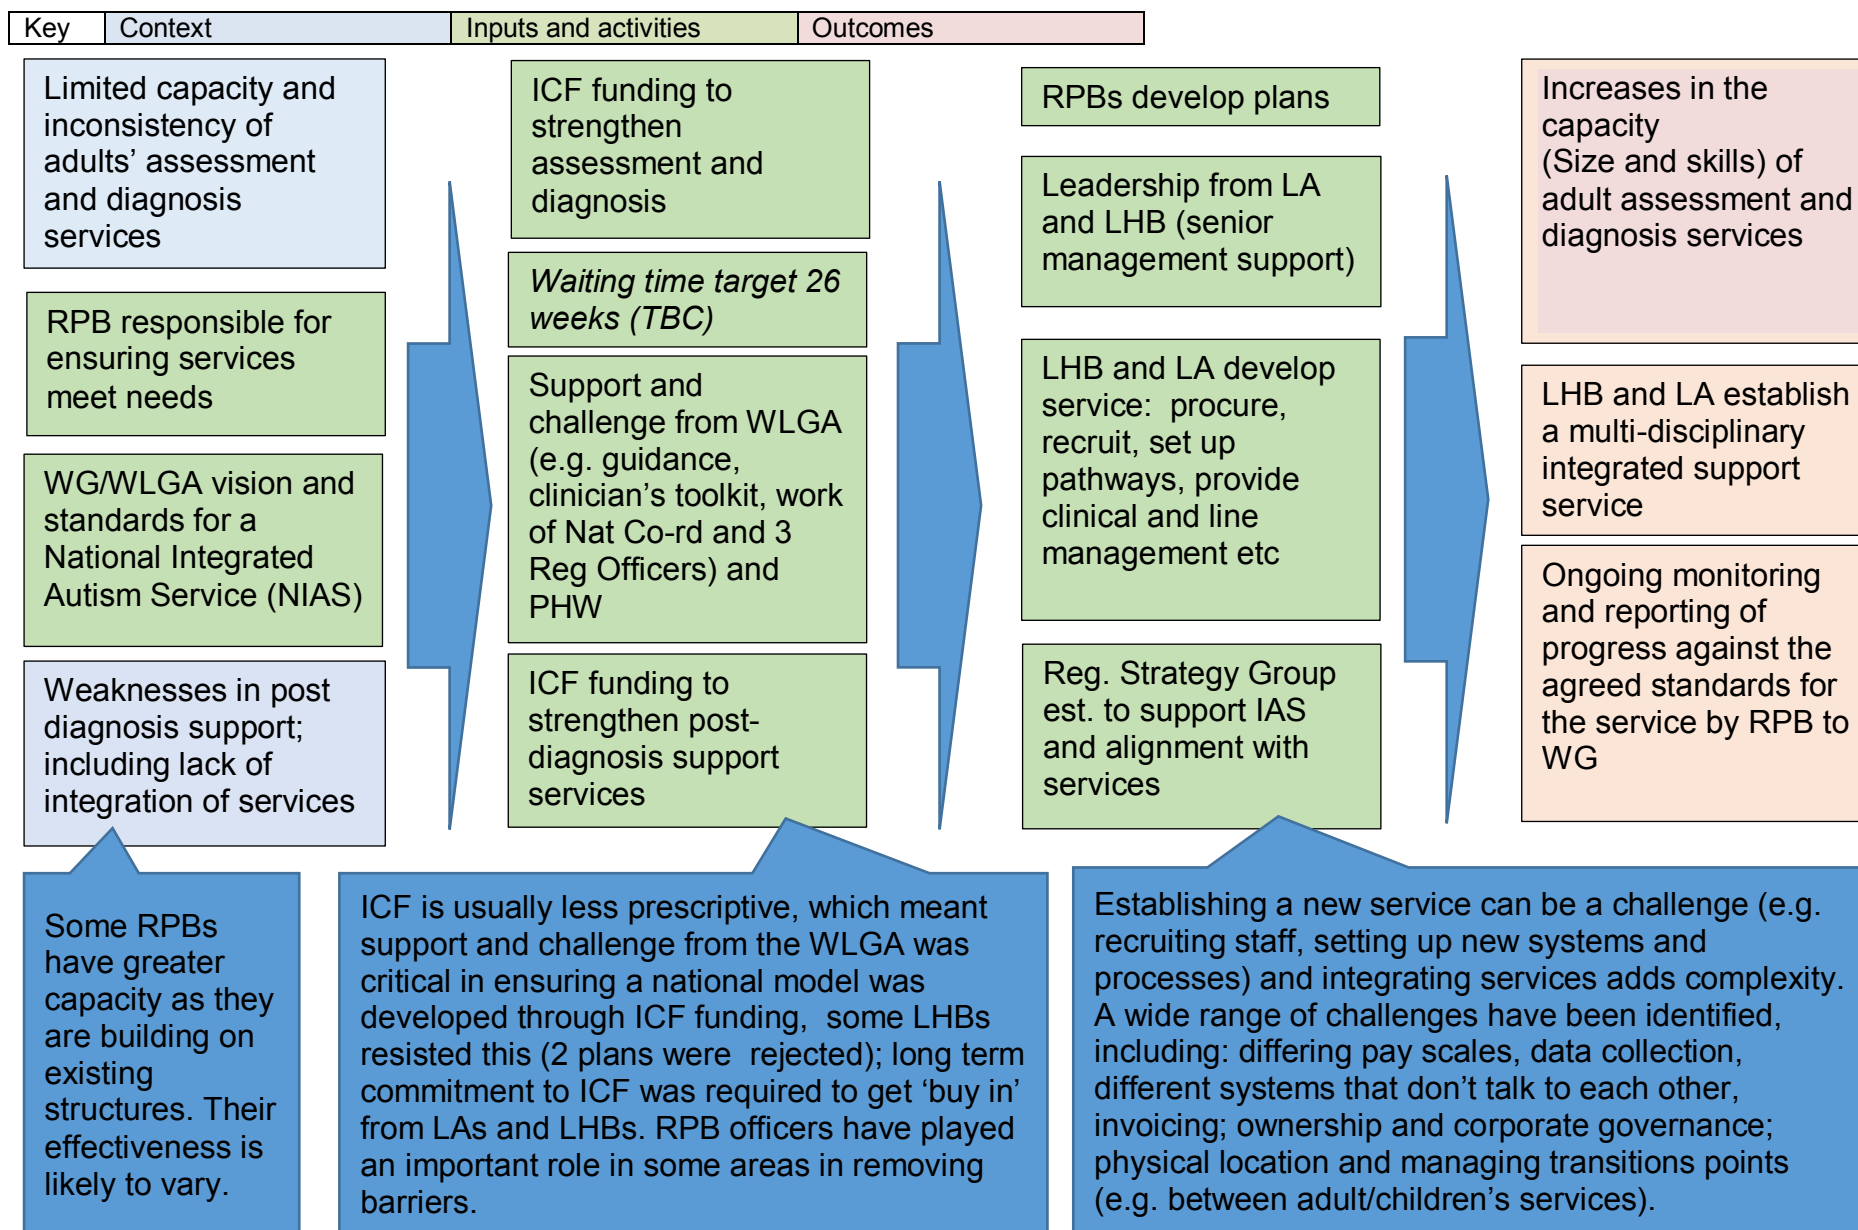 Key Context Inputs and activities Outcomes
Limited capacity and
inconsistency of
adults’ assessment
and diagnosis
services
RPB responsible for
ensuring services
meet needs
WG/WLGA vision and
standards for a
National Integrated
Autism Service (NIAS)
Weaknesses in post
diagnosis support;
including lack of
integration of services
ICF funding to
strengthen
assessment and
diagnosis
Waiting time target 26
weeks (TBC)
Support and
challenge from WLGA
(e.g. guidance,
clinician’s toolkit, work
of Nat Co-rd and 3
Reg Officers) and
PHW
ICF funding to
strengthen post-
diagnosis support
services
RPBs develop plans
Leadership from LA
and LHB (senior
management support)
LHB and LA develop
service:  procure,
recruit, set up
pathways, provide
clinical and line
management etc
Reg. Strategy Group
est. to support IAS
and alignment with
services
Increases in the
capacity
(Size and skills) of
adult assessment and
diagnosis services
LHB and LA establish
a multi-disciplinary
integrated support
service
Ongoing monitoring
and reporting of
progress against the
agreed standards for
the service by RPB to
WG
Some RPBs
have greater
capacity as they
are building on
existing
structures. Their
effectiveness is
likely to vary.
ICF is usually less prescriptive, which meant
support and challenge from the WLGA was
critical in ensuring a national model was
developed through ICF funding,  some LHBs
resisted this (2 plans were  rejected); long term
commitment to ICF was required to get ‘buy in’
from LAs and LHBs. RPB officers have played
an important role in some areas in removing
barriers.
Establishing a new service can be a challenge (e.g.
recruiting staff, setting up new systems and
processes) and integrating services adds complexity.
A wide range of challenges have been identified,
including: differing pay scales, data collection,
different systems that don’t talk to each other,
invoicing; ownership and corporate governance;
physical location and managing transitions points
(e.g. between adult/children’s services).